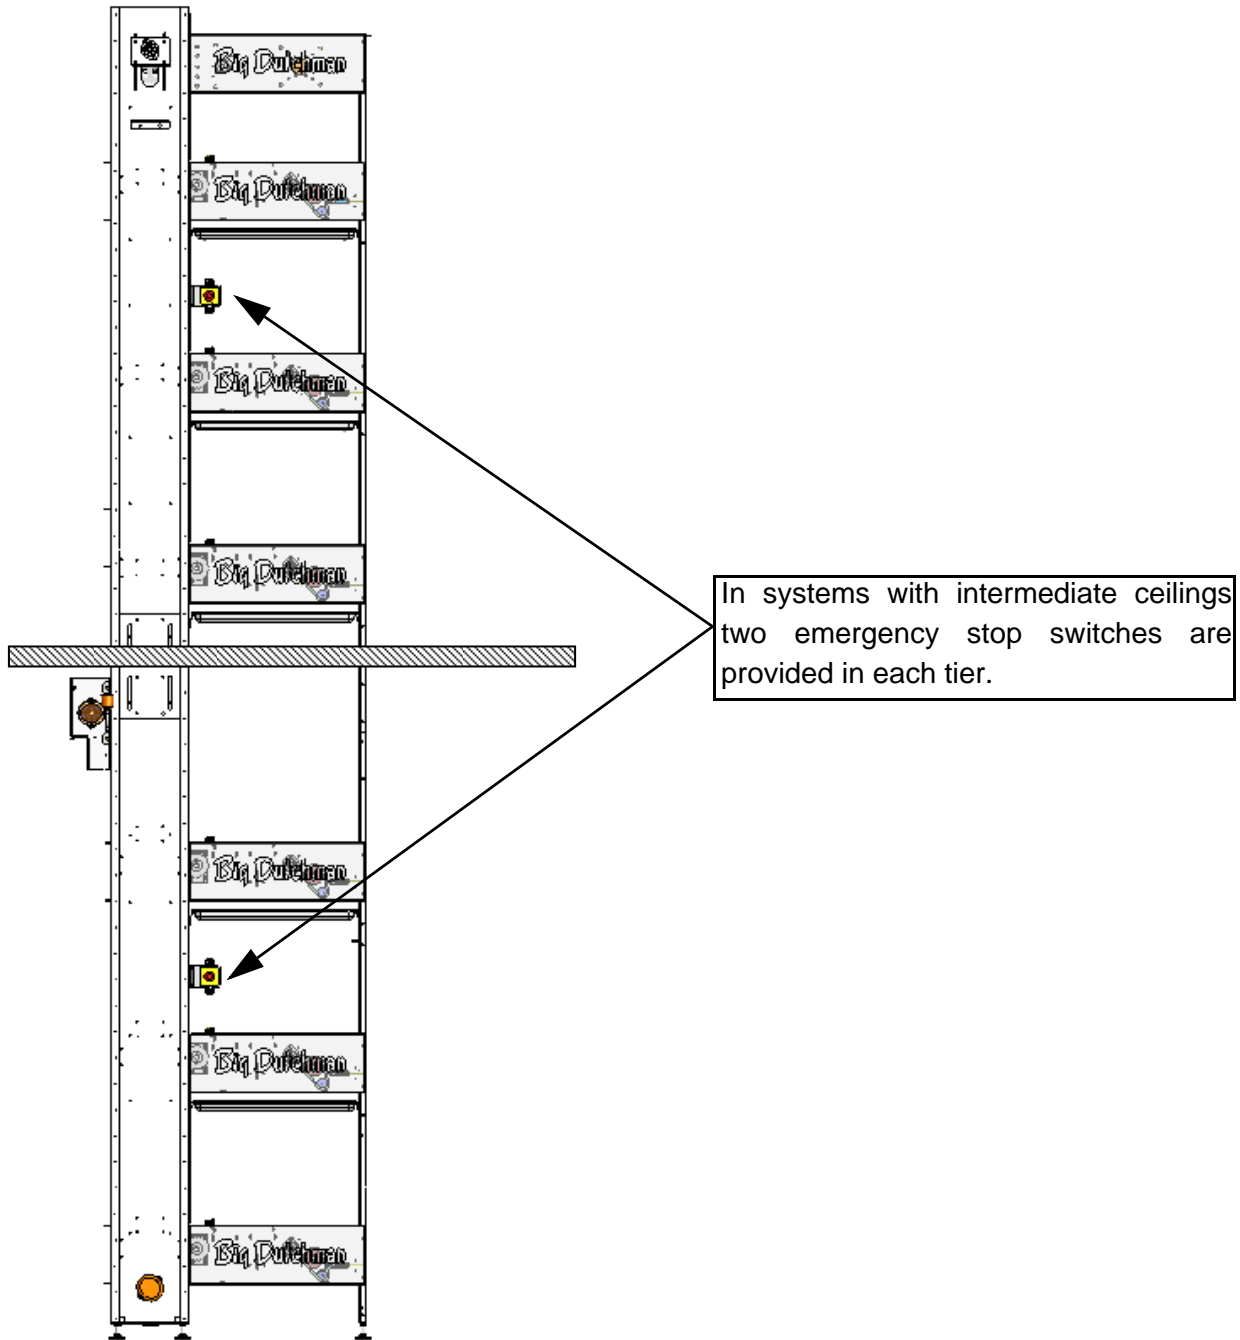 Big Dutchman
Big Dutchman
Big Dutchman
Big Dutchman
In systems with intermediate ceilings
two emergency stop switches are
provided in each tier.
Big Dutchman
Big Dutchman
Big Dutchman